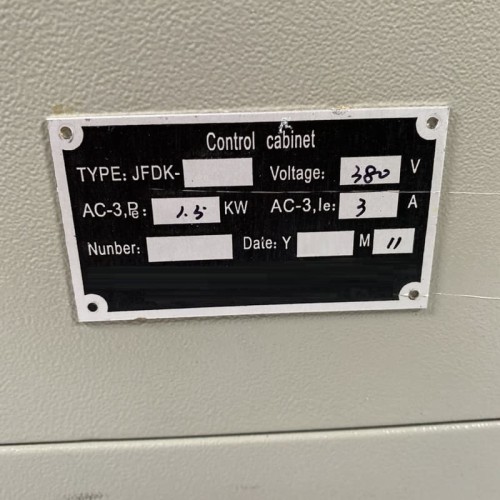 Control cabinet
TYPE: JFDK- Voltage: 380 V
AC-3,Pe: 1.5 KW AC-3,Ie: 3 A
Nunber: Date: Y M 11